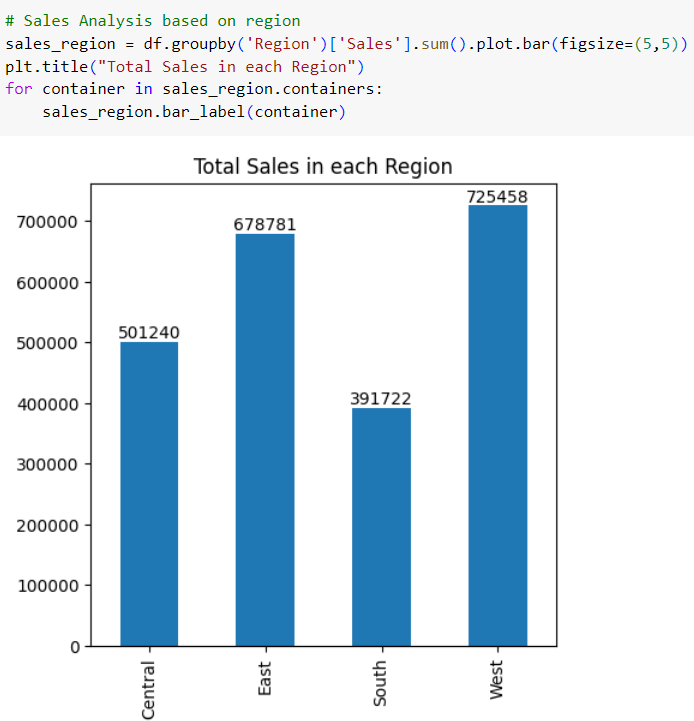 # Sales Analysis based on region
sales_region = df.groupby('Region')['Sales'].sum().plot.bar(figsize=(5,5))
plt.title("Total Sales in each Region")
for container in sales_region.containers:
    sales_region.bar_label(container)
Total Sales in each Region
725458
700000
678781
600000
501240
500000
400000
391722
300000
200000
100000
0
Central
East
South
West